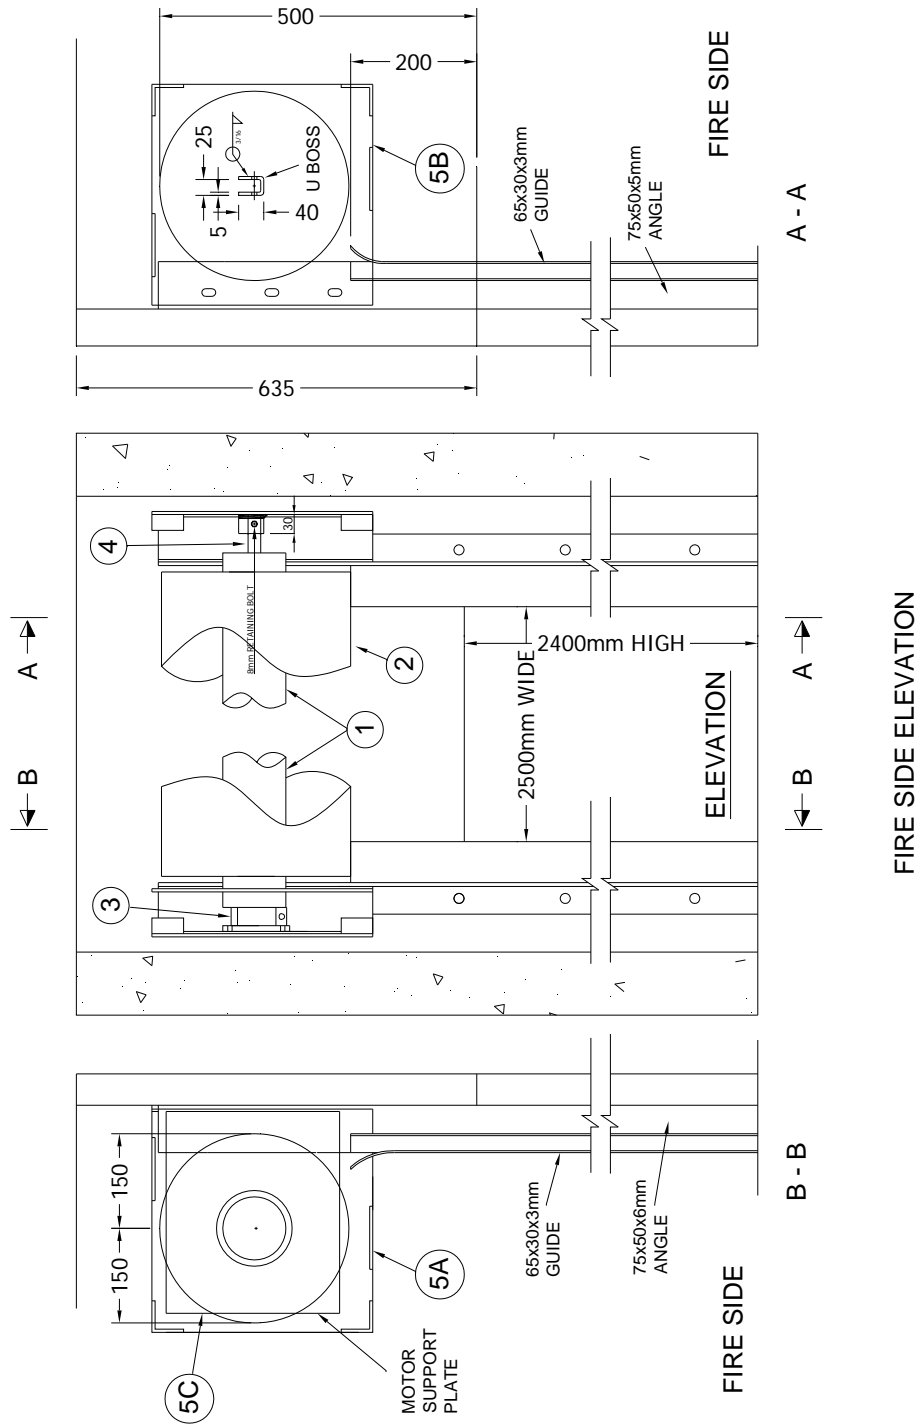 500
200
FIRE SIDE
25
3/16
U BOSS
5
40
5B
65x30x3mm
GUIDE
75x50x5mm
ANGLE
A - A
635
4
30
8mm RETAINING BOLT
A
2
2400mm HIGH
A
1
2500mm WIDE
ELEVATION
B
B
FIRE SIDE ELEVATION
3
150
150
5A
5C
MOTOR
SUPPORT
PLATE
65x30x3mm
GUIDE
75x50x6mm
ANGLE
B - B
FIRE SIDE